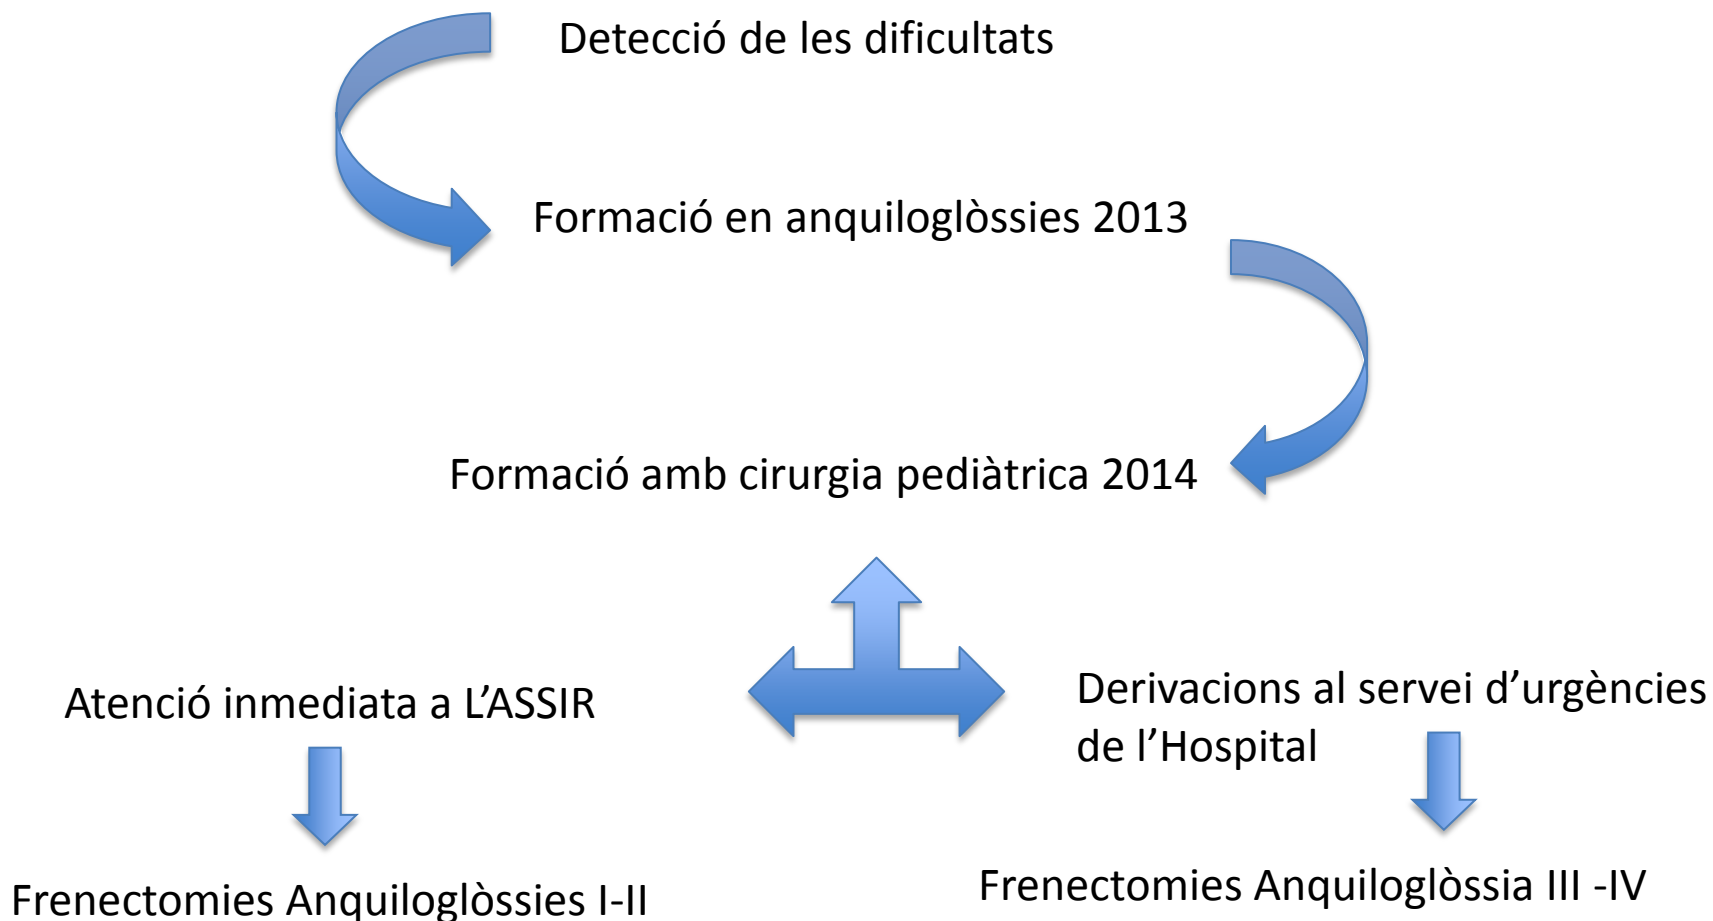 Detecció de les dificultats
Formació en anquiloglòssies 2013
Formació amb cirurgia pediàtrica 2014
Atenció inmediata a L’ASSIR
Derivacions al servei d’urgències
de l’Hospital
Frenectomies Anquiloglòssies I-II
Frenectomies Anquiloglòssia III -IV